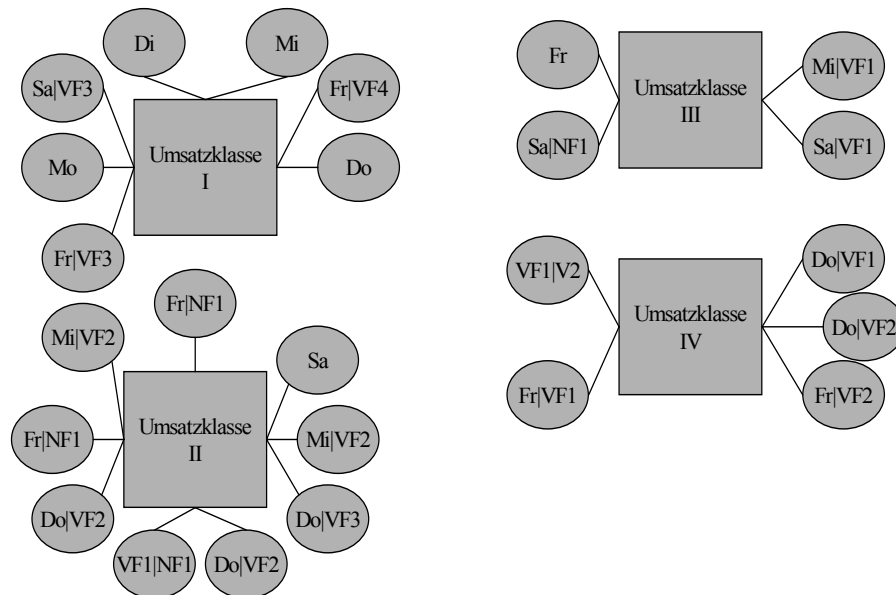 Di
Mi
Sa|VF3
Fr|VF4
Umsatzklasse
I
Mo
Do
Fr|VF3
Fr
Mi|VF1
Umsatzklasse
III
Sa|NF1
Sa|VF1
Fr|NF1
Mi|VF2
Sa
Umsatzklasse
II
Fr|NF1
Mi|VF2
Do|VF2
Do|VF3
VF1|NF1
Do|VF2
VF1|V2
Do|VF1
Umsatzklasse
IV
Do|VF2
Fr|VF1
Fr|VF2